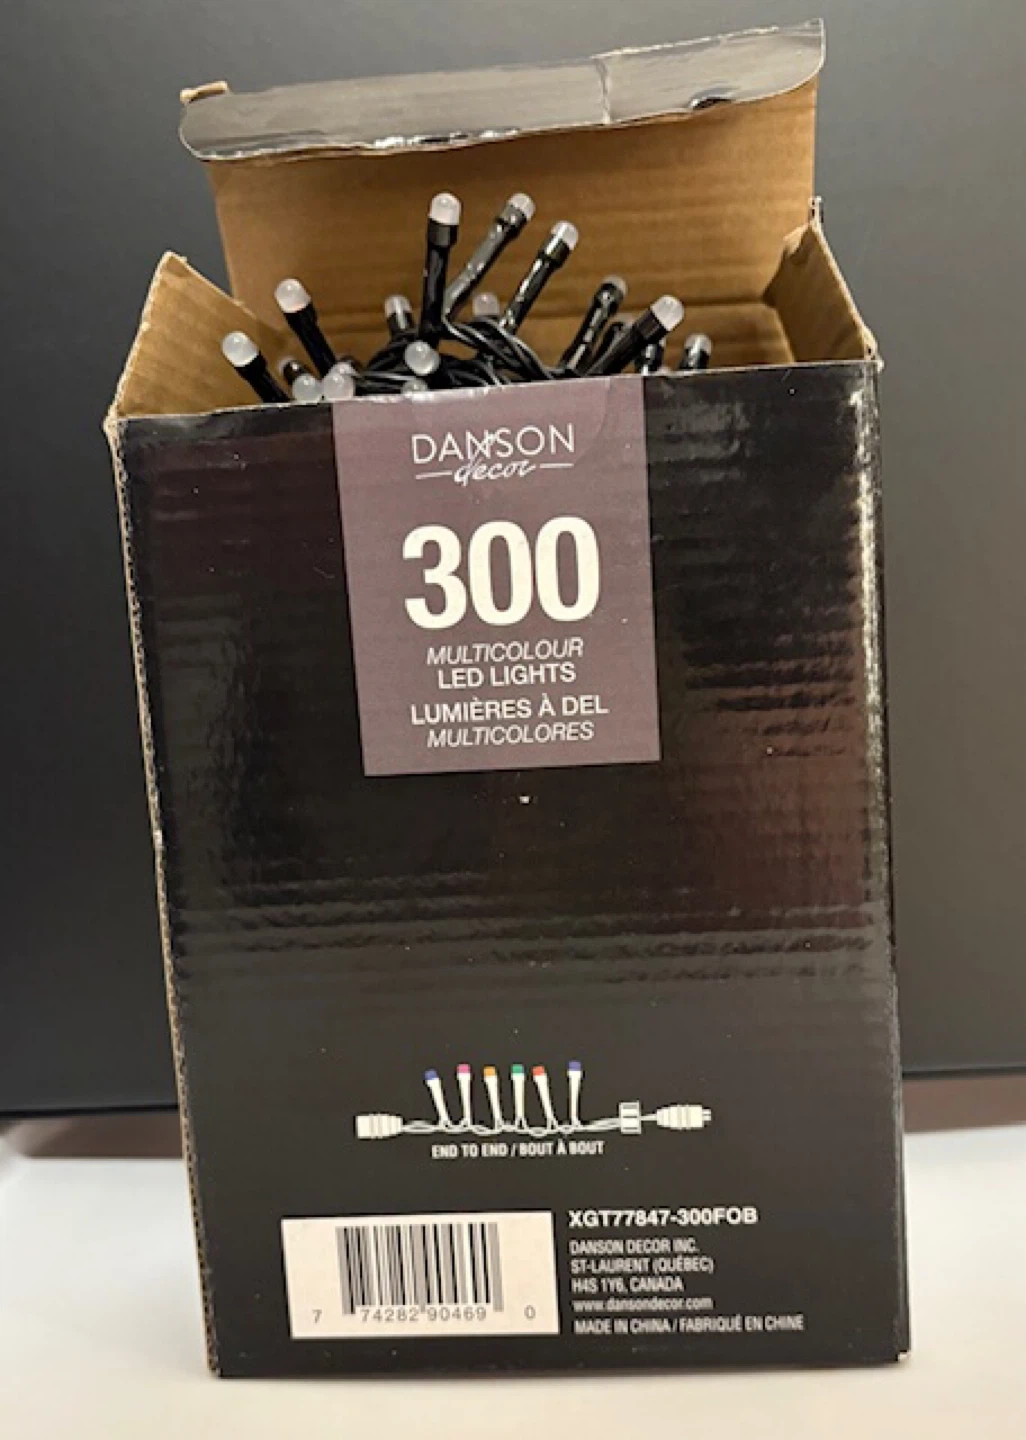 DANSON
decor
300
MULTICOLOUR
LED LIGHTS
LUMIÈRES À DEL
MULTICOLORES
END TO END / BOUT À BOUT
XGT77847-300FOB
DANSON DECOR INC.
ST-LAURENT (QUÉBEC)
H4S 1Y6, CANADA
www.dansondecor.com
MADE IN CHINA / FABRIQUÉ EN CHINE
7 74282 90469 0